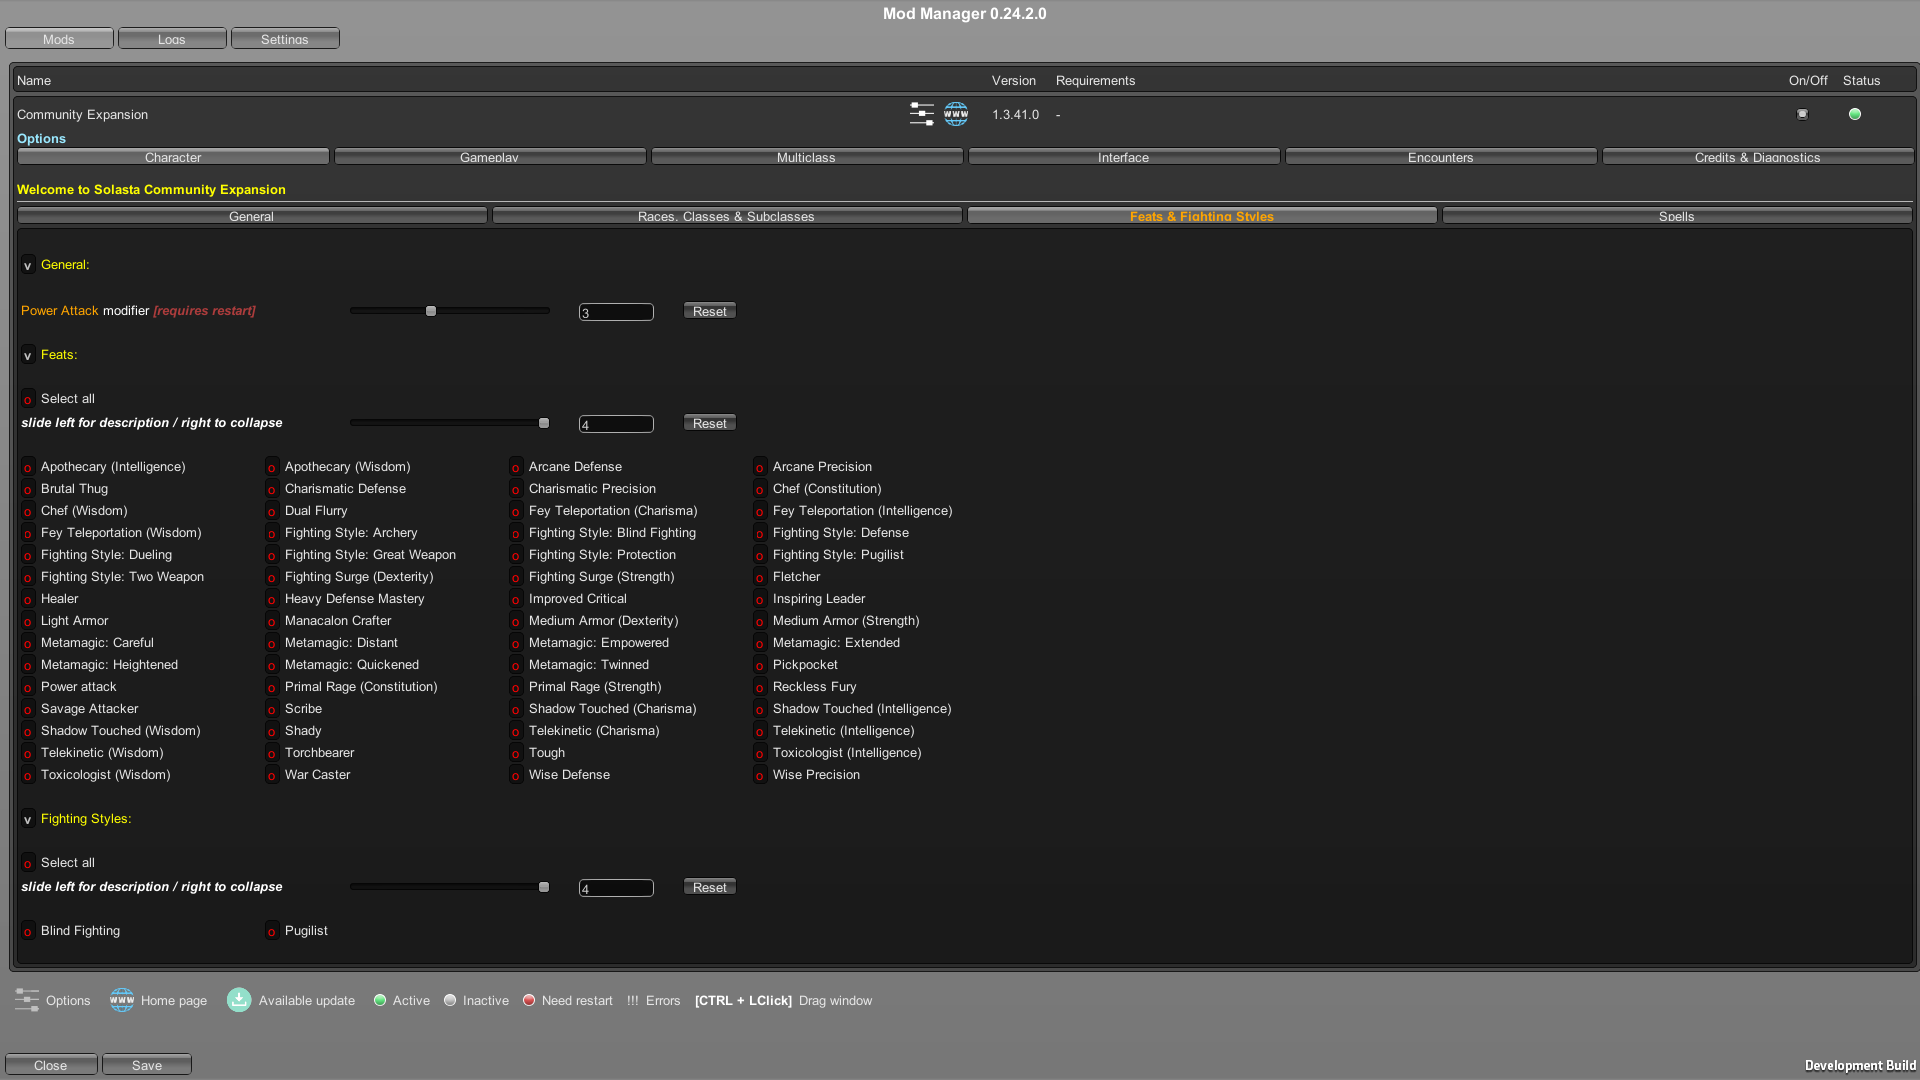 Mod Manager 0.24.2.0
Mods Logs Settings
Name Version Requirements On/Off Status
Community Expansion www 1.3.41.0 -
Options
Character Gameplay Multiclass Interface Encounters Credits & Diagnostics
Welcome to Solasta Community Expansion
General Races, Classes & Subclasses Feats & Fighting Styles Spells
v General:
Power Attack modifier [requires restart] 3 Reset
v Feats:
o Select all
slide left for description / right to collapse 4 Reset
o Apothecary (Intelligence) o Apothecary (Wisdom) o Arcane Defense o Arcane Precision
o Brutal Thug o Charismatic Defense o Charismatic Precision o Chef (Constitution)
o Chef (Wisdom) o Dual Flurry o Fey Teleportation (Charisma) o Fey Teleportation (Intelligence)
o Fey Teleportation (Wisdom) o Fighting Style: Archery o Fighting Style: Blind Fighting o Fighting Style: Defense
o Fighting Style: Dueling o Fighting Style: Great Weapon o Fighting Style: Protection o Fighting Style: Pugilist
o Fighting Style: Two Weapon o Fighting Surge (Dexterity) o Fighting Surge (Strength) o Fletcher
o Healer o Heavy Defense Mastery o Improved Critical o Inspiring Leader
o Light Armor o Manacalon Crafter o Medium Armor (Dexterity) o Medium Armor (Strength)
o Metamagic: Careful o Metamagic: Distant o Metamagic: Empowered o Metamagic: Extended
o Metamagic: Heightened o Metamagic: Quickened o Metamagic: Twinned o Pickpocket
o Power attack o Primal Rage (Constitution) o Primal Rage (Strength) o Reckless Fury
o Savage Attacker o Scribe o Shadow Touched (Charisma) o Shadow Touched (Intelligence)
o Shadow Touched (Wisdom) o Shady o Telekinetic (Charisma) o Telekinetic (Intelligence)
o Telekinetic (Wisdom) o Torchbearer o Tough o Toxicologist (Intelligence)
o Toxicologist (Wisdom) o War Caster o Wise Defense o Wise Precision
v Fighting Styles:
o Select all
slide left for description / right to collapse 4 Reset
o Blind Fighting o Pugilist
Options www Home page Available update Active Inactive Need restart !!! Errors [CTRL + LClick] Drag window
Close Save Development Build